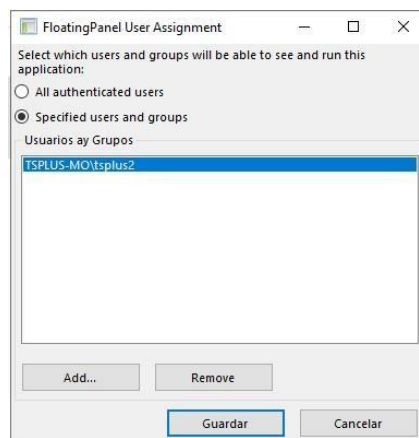 FloatingPanel User Assignment
Select which users and groups will be able to see and run this
application:
All authenticated users
Specified users and groups
Usuarios ay Grupos
TSPLUS-MO\tsplus2
Add...
Remove
Guardar
Cancelar